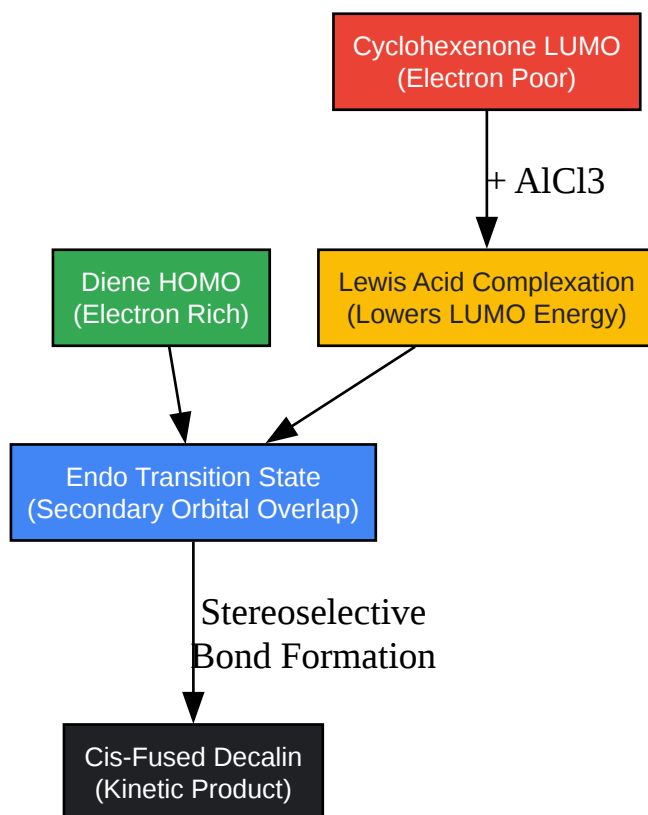 Cyclohexenone LUMO
(Electron Poor)
+ AlCl3
Diene HOMO
(Electron Rich)
Lewis Acid Complexation
(Lowers LUMO Energy)
Endo Transition State
(Secondary Orbital Overlap)
Stereoselective
Bond Formation
Cis-Fused Decalin
(Kinetic Product)